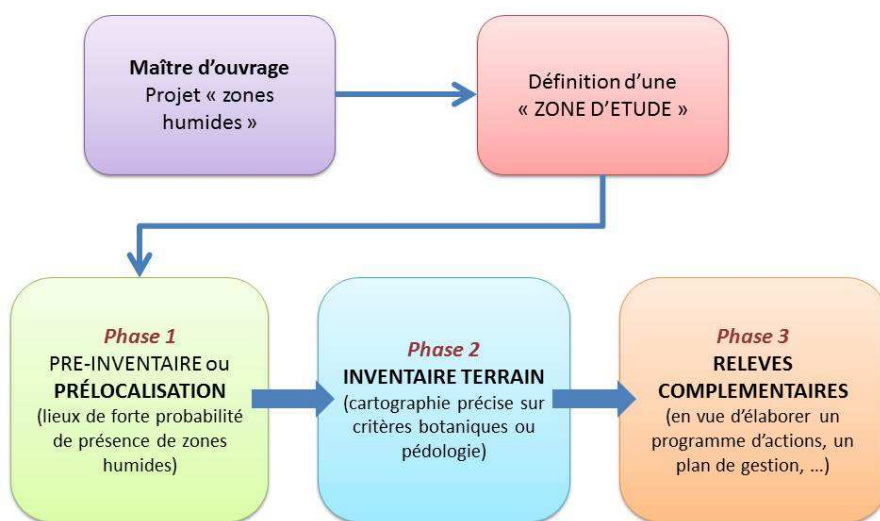 Maître d'ouvrage
Projet « zones
humides »
Définition d'une
« ZONE D'ETUDE »
Phase 1
PRE-INVENTAIRE ou
PRÉLOCALISATION
(lieux de forte probabilité
de présence de zones
humides)
Phase 2
INVENTAIRE TERRAIN
(cartographie précise sur
critères botaniques ou
pédologie)
Phase 3
RELEVES
COMPLEMENTAIRES
(en vue d'élaborer un
programme d'actions, un
plan de gestion, ...)